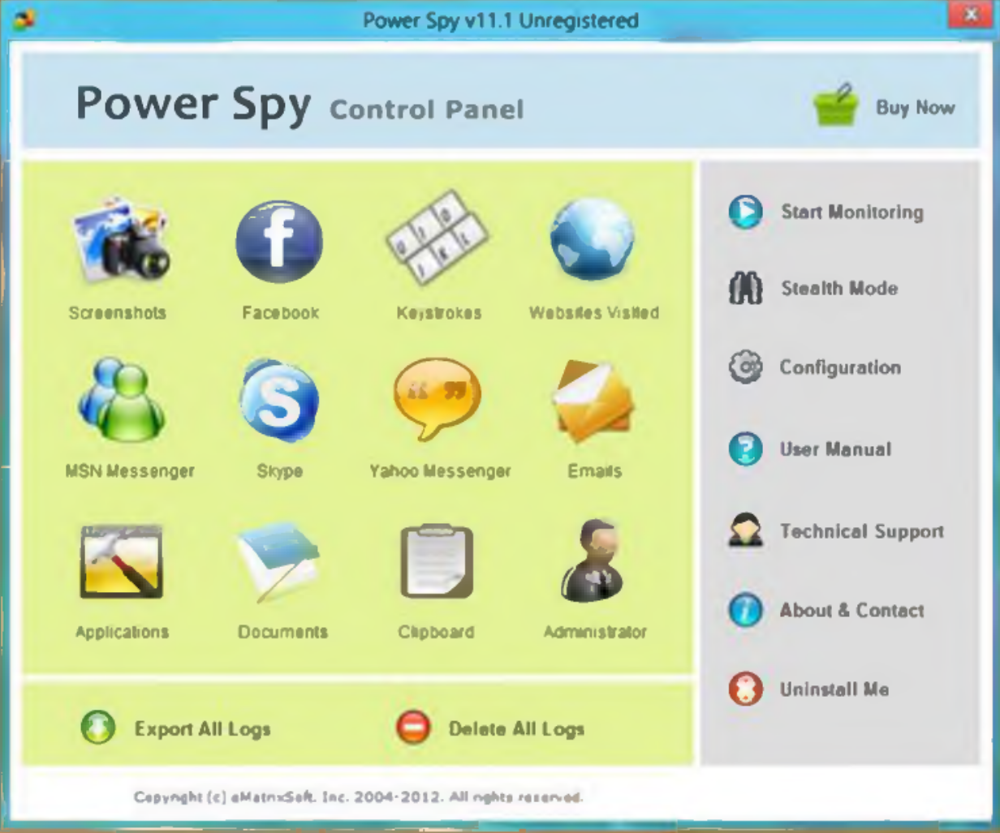 Power Spy v11.1 Unregistered
Power Spy Control Panel
Buy Now
Screenshots Facebook Keystrokes Websites Visited
MSN Messenger Skype Yahoo Messenger Emails
Applications Documents Clipboard Administrator
Start Monitoring
Stealth Mode
Configuration
User Manual
Technical Support
About & Contact
Uninstall Me
Export All Logs Delete All Logs
Copyright (c) eMatrixSoft. Inc. 2004-2012. All rights reserved.